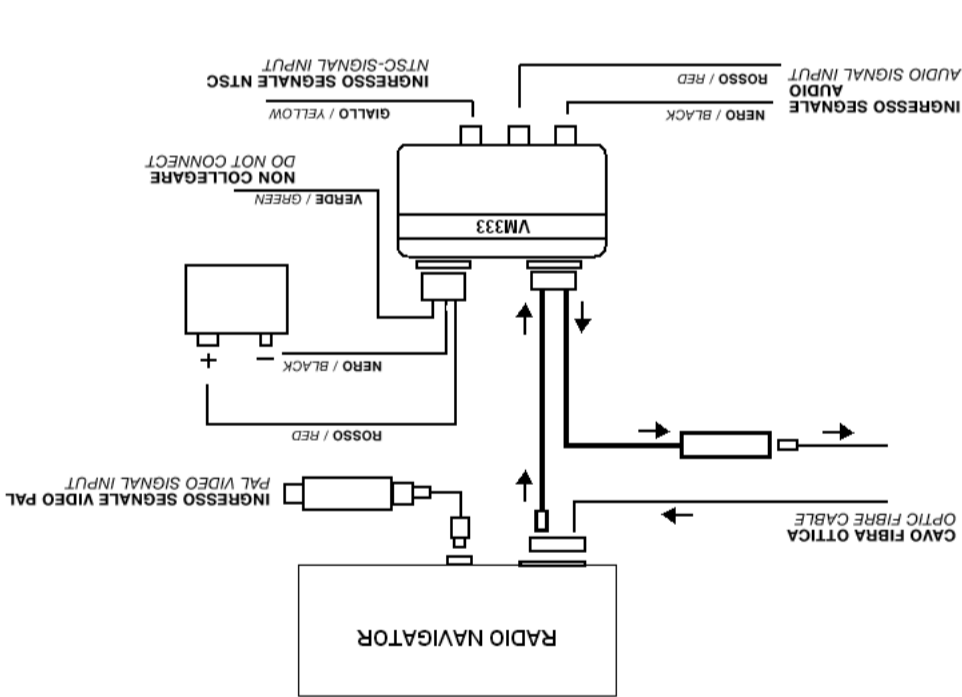 RADIO NAVIGATOR
CAVO FIBRA OTTICA
OPTIC FIBRE CABLE
INGRESSO SEGNALE VIDEO PAL
PAL VIDEO SIGNAL INPUT
ROSSO / RED
NERO / BLACK
− +
VERDE / GREEN
NON COLLEGARE
DO NOT CONNECT
VM333
INGRESSO SEGNALE
AUDIO
AUDIO SIGNAL INPUT
NERO / BLACK
ROSSO / RED
GIALLO / YELLOW
INGRESSO SEGNALE NTSC
NTSC-SIGNAL INPUT